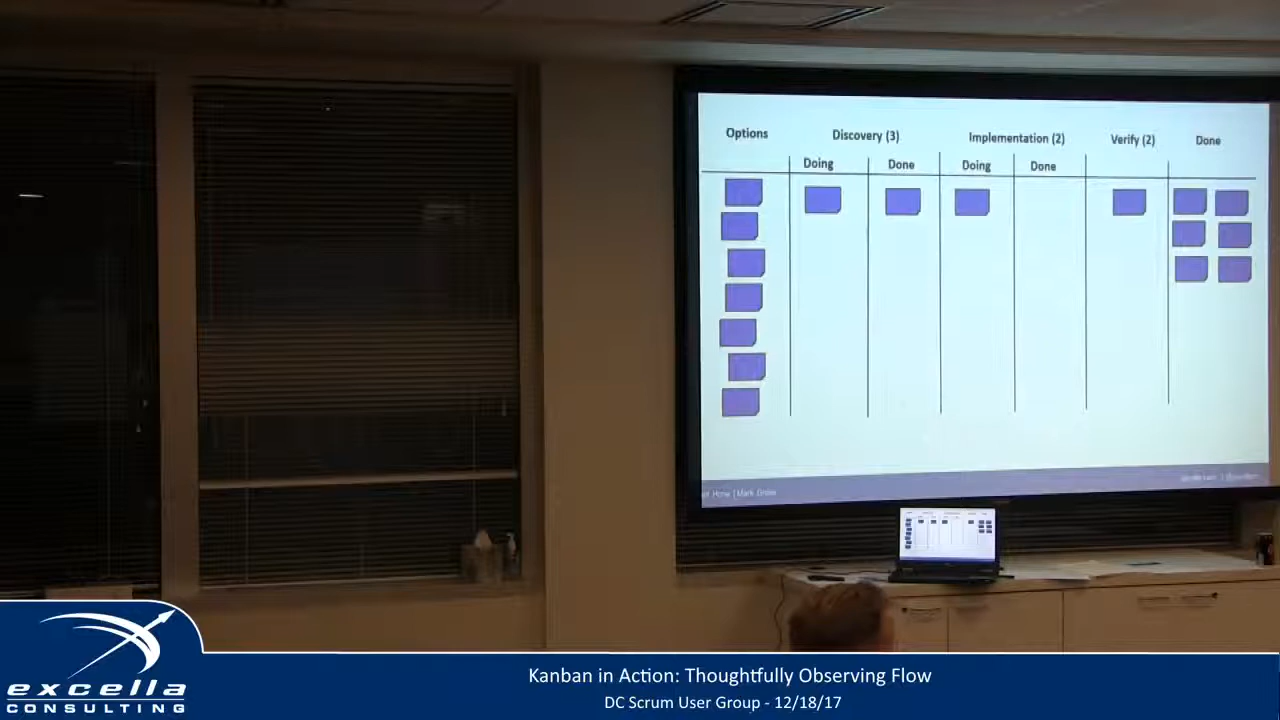 Options Discovery (3) Implementation (2) Verify (2) Done
Doing Done Doing Done
excella
CONSULTING
Kanban in Action: Thoughtfully Observing Flow
DC Scrum User Group - 12/18/17